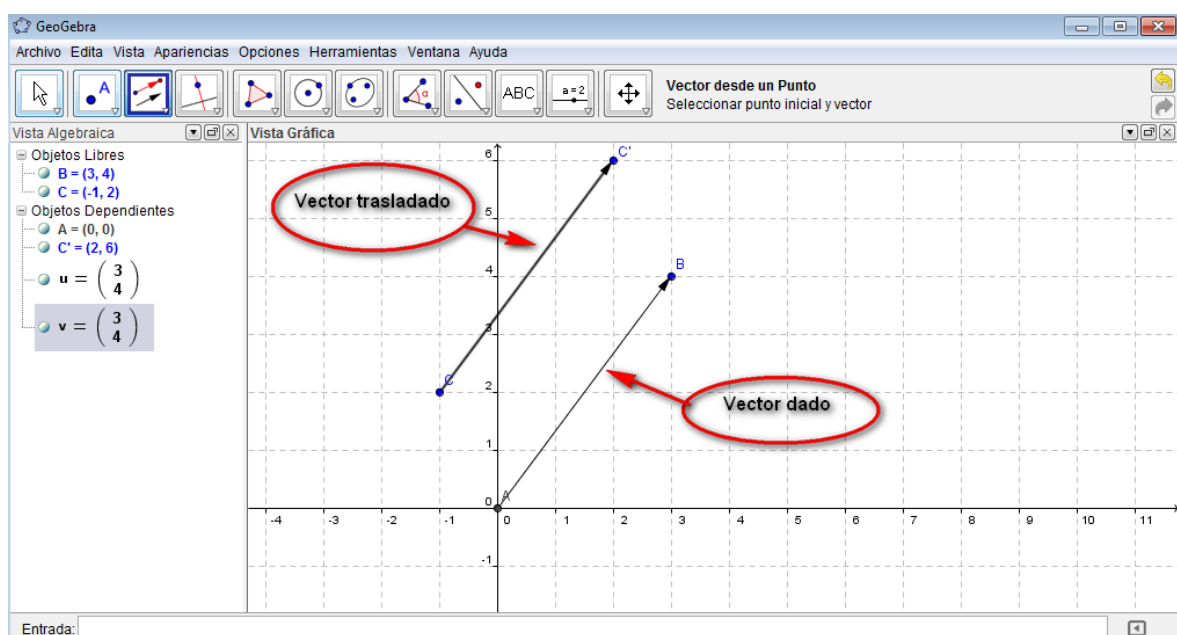 GeoGebra
Archivo Edita Vista Apariencias Opciones Herramientas Ventana Ayuda
A
α
ABC
a = 2
Vector desde un Punto
Seleccionar punto inicial y vector
Vista Algebraica
Objetos Libres
B = (3, 4)
C = (-1, 2)
Objetos Dependientes
A = (0, 0)
C' = (2, 6)
u = ( 3
4 )
v = ( 3
4 )
Vista Gráfica
6
C'
Vector trasladado
5
4
B
3
C
2
Vector dado
1
0
A
-4 -3 -2 -1 0 1 2 3 4 5 6 7 8 9 10 11
-1
Entrada: